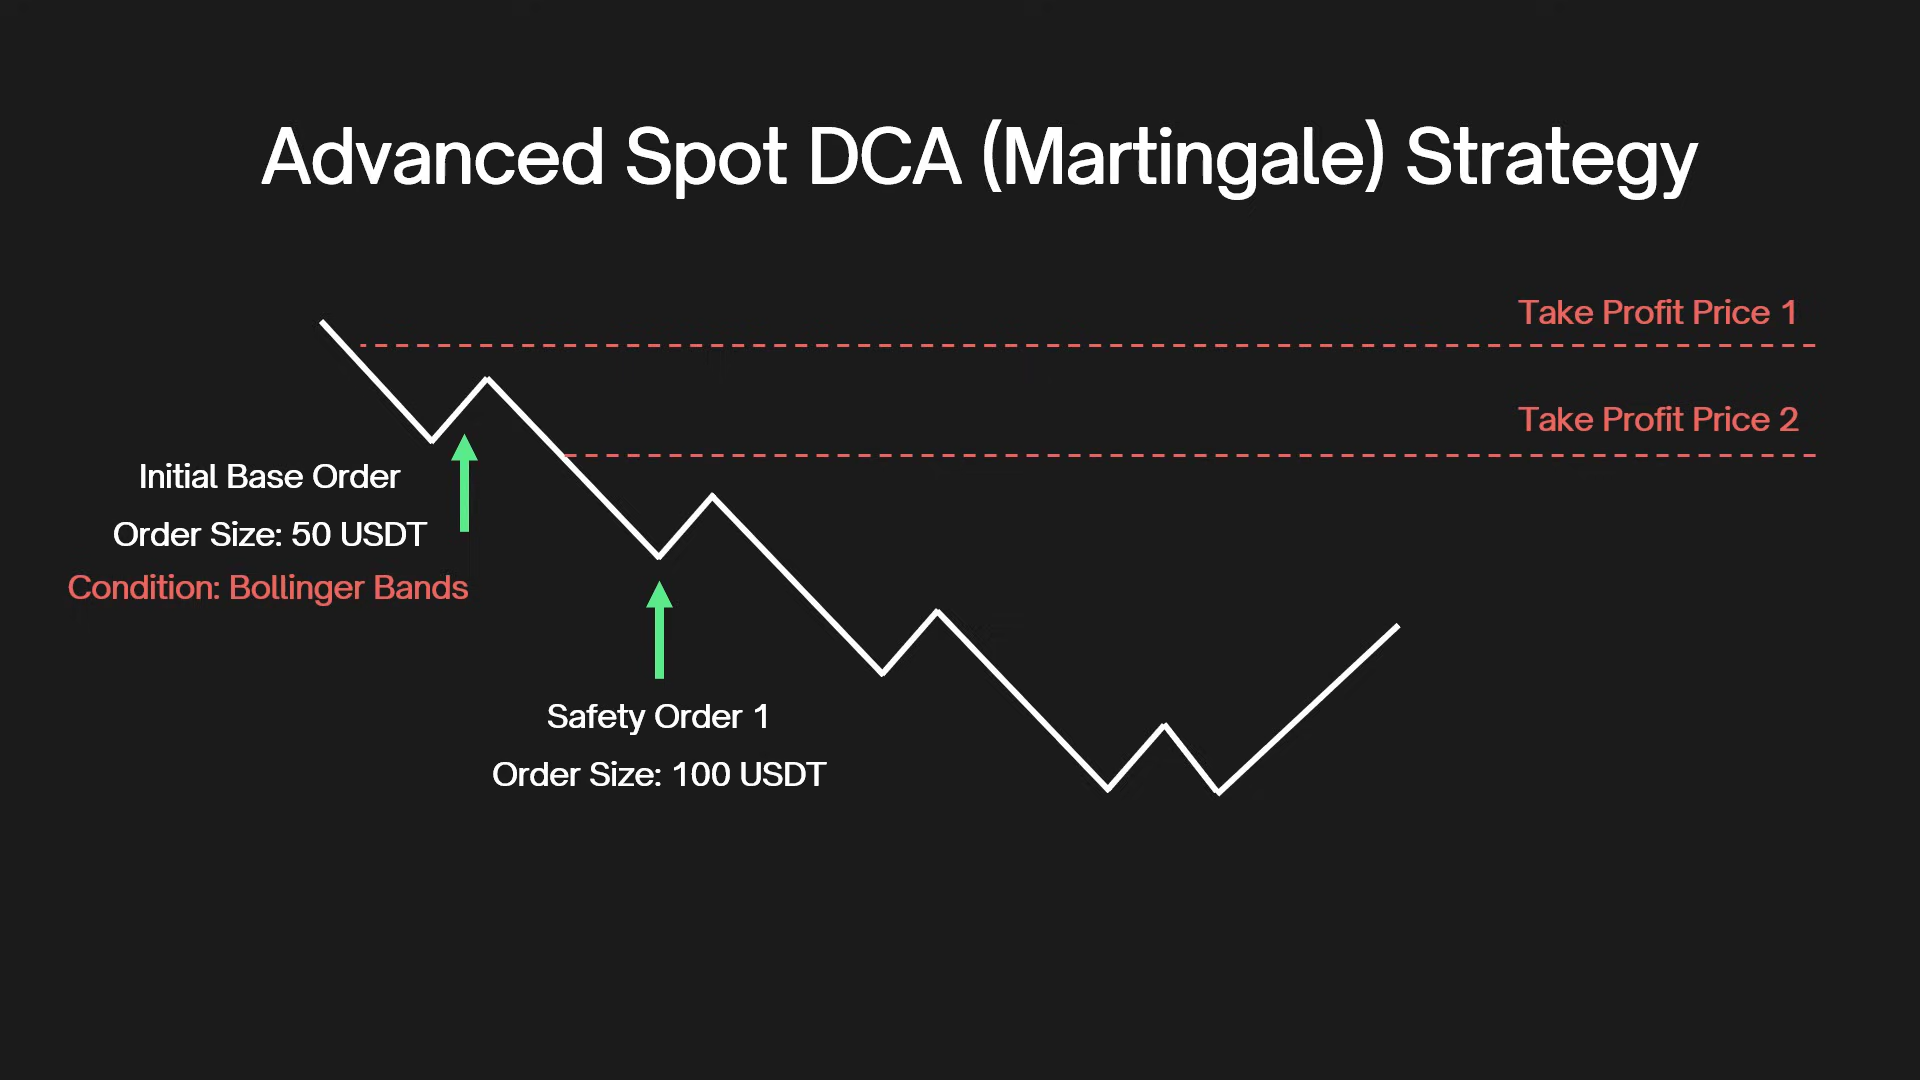 Advanced Spot DCA (Martingale) Strategy
Take Profit Price 1
Take Profit Price 2
Initial Base Order
Order Size: 50 USDT
Condition: Bollinger Bands
Safety Order 1
Order Size: 100 USDT